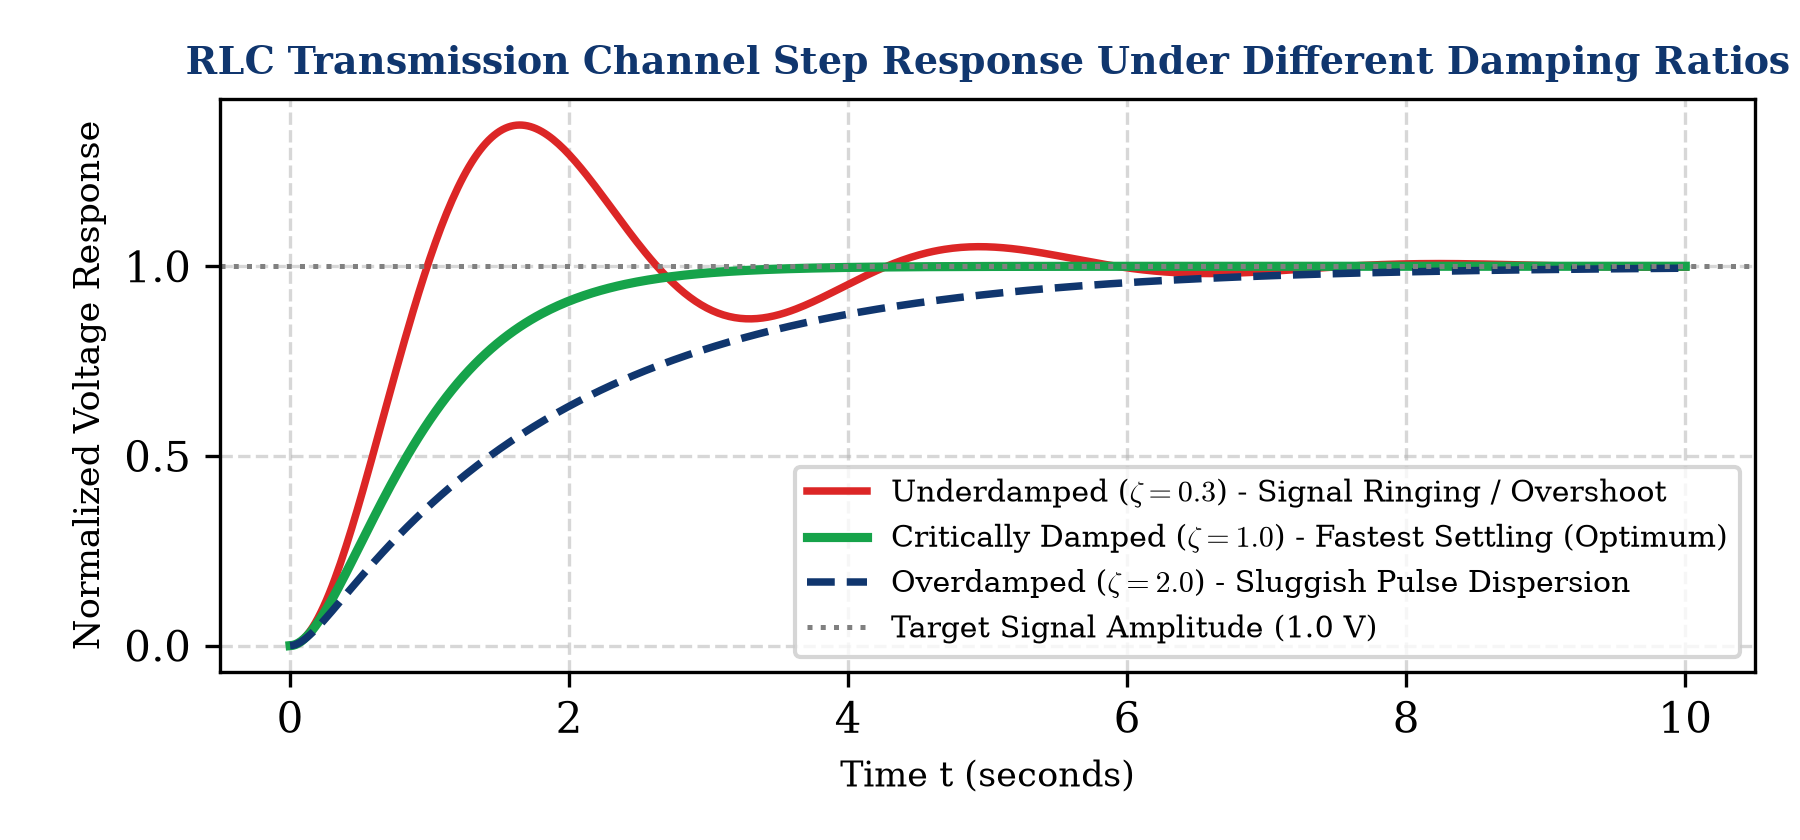 RLC Transmission Channel Step Response Under Different Damping Ratios
Normalized Voltage Response
1.0
0.5
0.0
Underdamped (ζ = 0.3) - Signal Ringing / Overshoot
Critically Damped (ζ = 1.0) - Fastest Settling (Optimum)
Overdamped (ζ = 2.0) - Sluggish Pulse Dispersion
Target Signal Amplitude (1.0 V)
0 2 4 6 8 10
Time t (seconds)